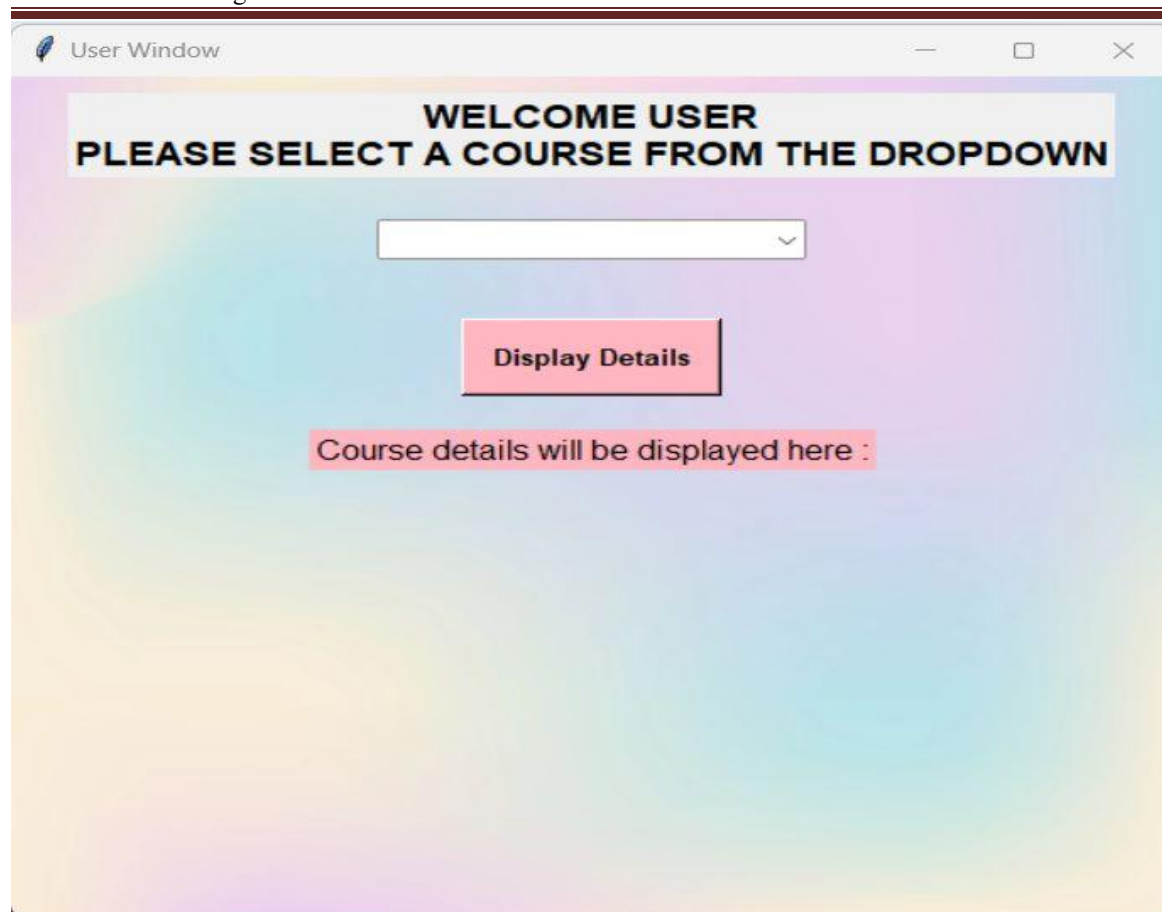 User Window
WELCOME USER
PLEASE SELECT A COURSE FROM THE DROPDOWN
Display Details
Course details will be displayed here :